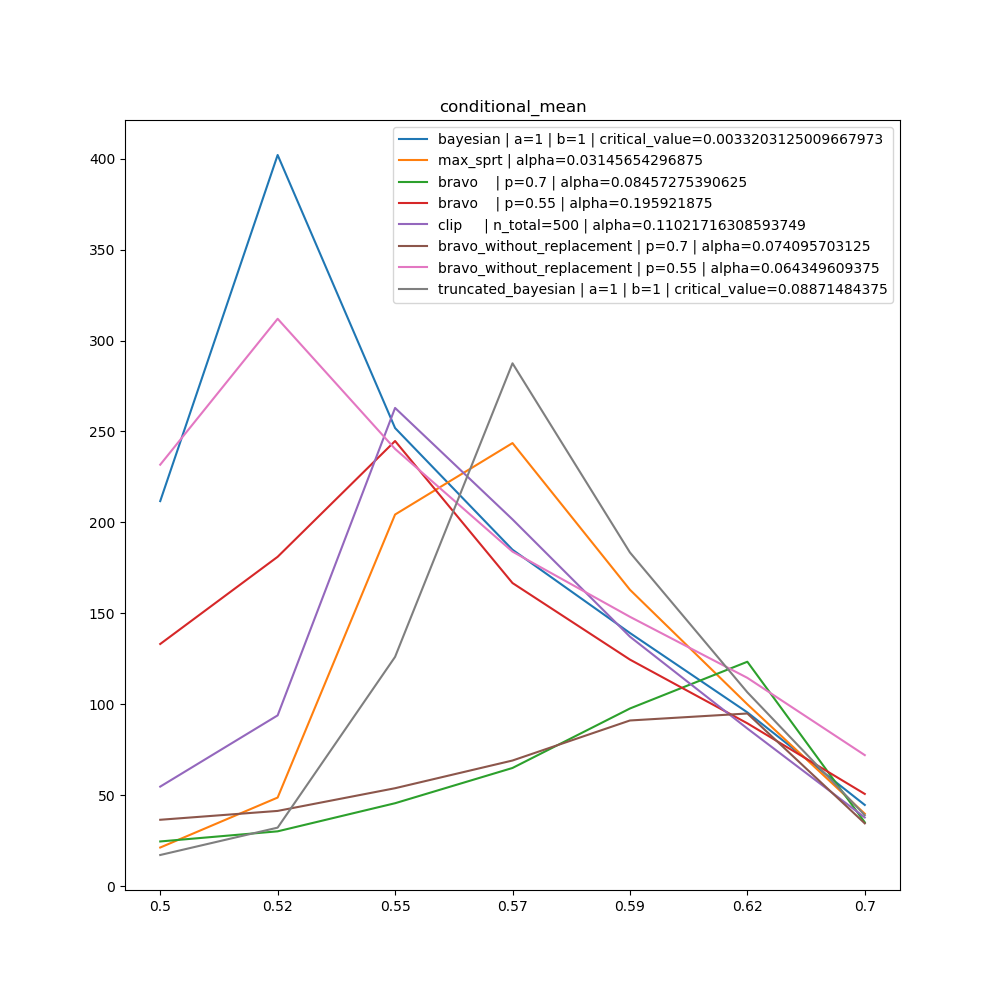 conditional_mean
bayesian | a=1 | b=1 | critical_value=0.0033203125009667973
max_sprt | alpha=0.03145654296875
bravo    | p=0.7 | alpha=0.08457275390625
bravo    | p=0.55 | alpha=0.195921875
clip     | n_total=500 | alpha=0.11021716308593749
bravo_without_replacement | p=0.7 | alpha=0.074095703125
bravo_without_replacement | p=0.55 | alpha=0.064349609375
truncated_bayesian | a=1 | b=1 | critical_value=0.08871484375
400
350
300
250
200
150
100
50
0
0.5 0.52 0.55 0.57 0.59 0.62 0.7